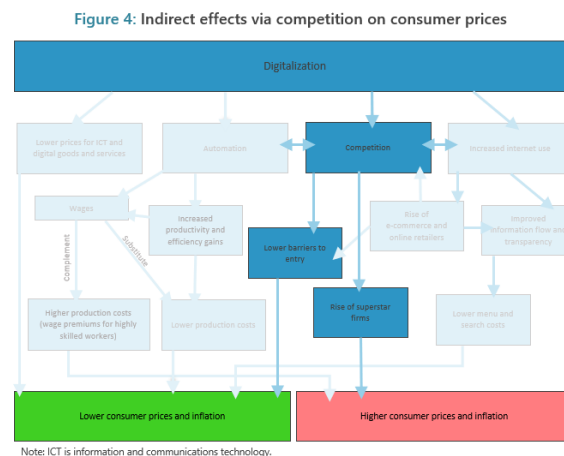 Figure 4: Indirect effects via competition on consumer prices
Digitalization
Lower prices for ICT and
digital goods and services
Automation
Competition
Increased internet use
Wages
Increased
productivity and
efficiency gains
Rise of
e-commerce and
online retailers
Improved
information flow and
transparency
Complement
Substitute
Lower barriers to
entry
Higher production costs
(wage premiums for highly
skilled workers)
Lower production costs
Rise of superstar
firms
Lower menu and
search costs
Lower consumer prices and inflation
Higher consumer prices and inflation
Note: ICT is information and communications technology.